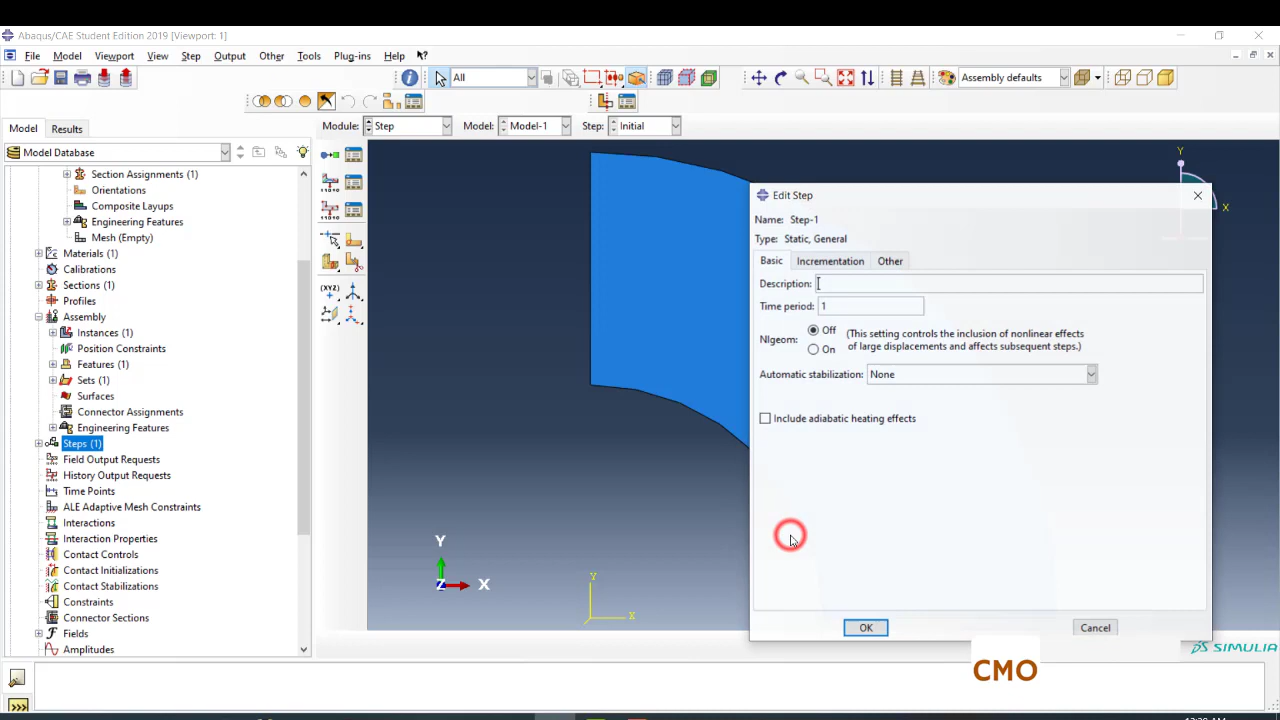 Abaqus/CAE Student Edition 2019 [Viewport: 1]
File Model Viewport View Step Output Other Tools Plug-ins Help
All
Assembly defaults
Model Results
Module: Step Model: Model-1 Step: Initial
Model Database
Section Assignments (1)
Orientations
Composite Layups
Engineering Features
Mesh (Empty)
Materials (1)
Calibrations
Sections (1)
Profiles
Assembly
Instances (1)
Position Constraints
Features (1)
Sets (1)
Surfaces
Connector Assignments
Engineering Features
Steps (1)
Field Output Requests
History Output Requests
Time Points
ALE Adaptive Mesh Constraints
Interactions
Interaction Properties
Contact Controls
Contact Initializations
Contact Stabilizations
Constraints
Connector Sections
Fields
Amplitudes
(XYZ)
Y
X
Y
Z X
Y
X
Edit Step
Name: Step-1
Type: Static, General
Basic Incrementation Other
Description:
Time period: 1
Nlgeom: Off
On
(This setting controls the inclusion of nonlinear effects
of large displacements and affects subsequent steps.)
Automatic stabilization: None
Include adiabatic heating effects
OK Cancel
SIMULIA
CMO
>>>